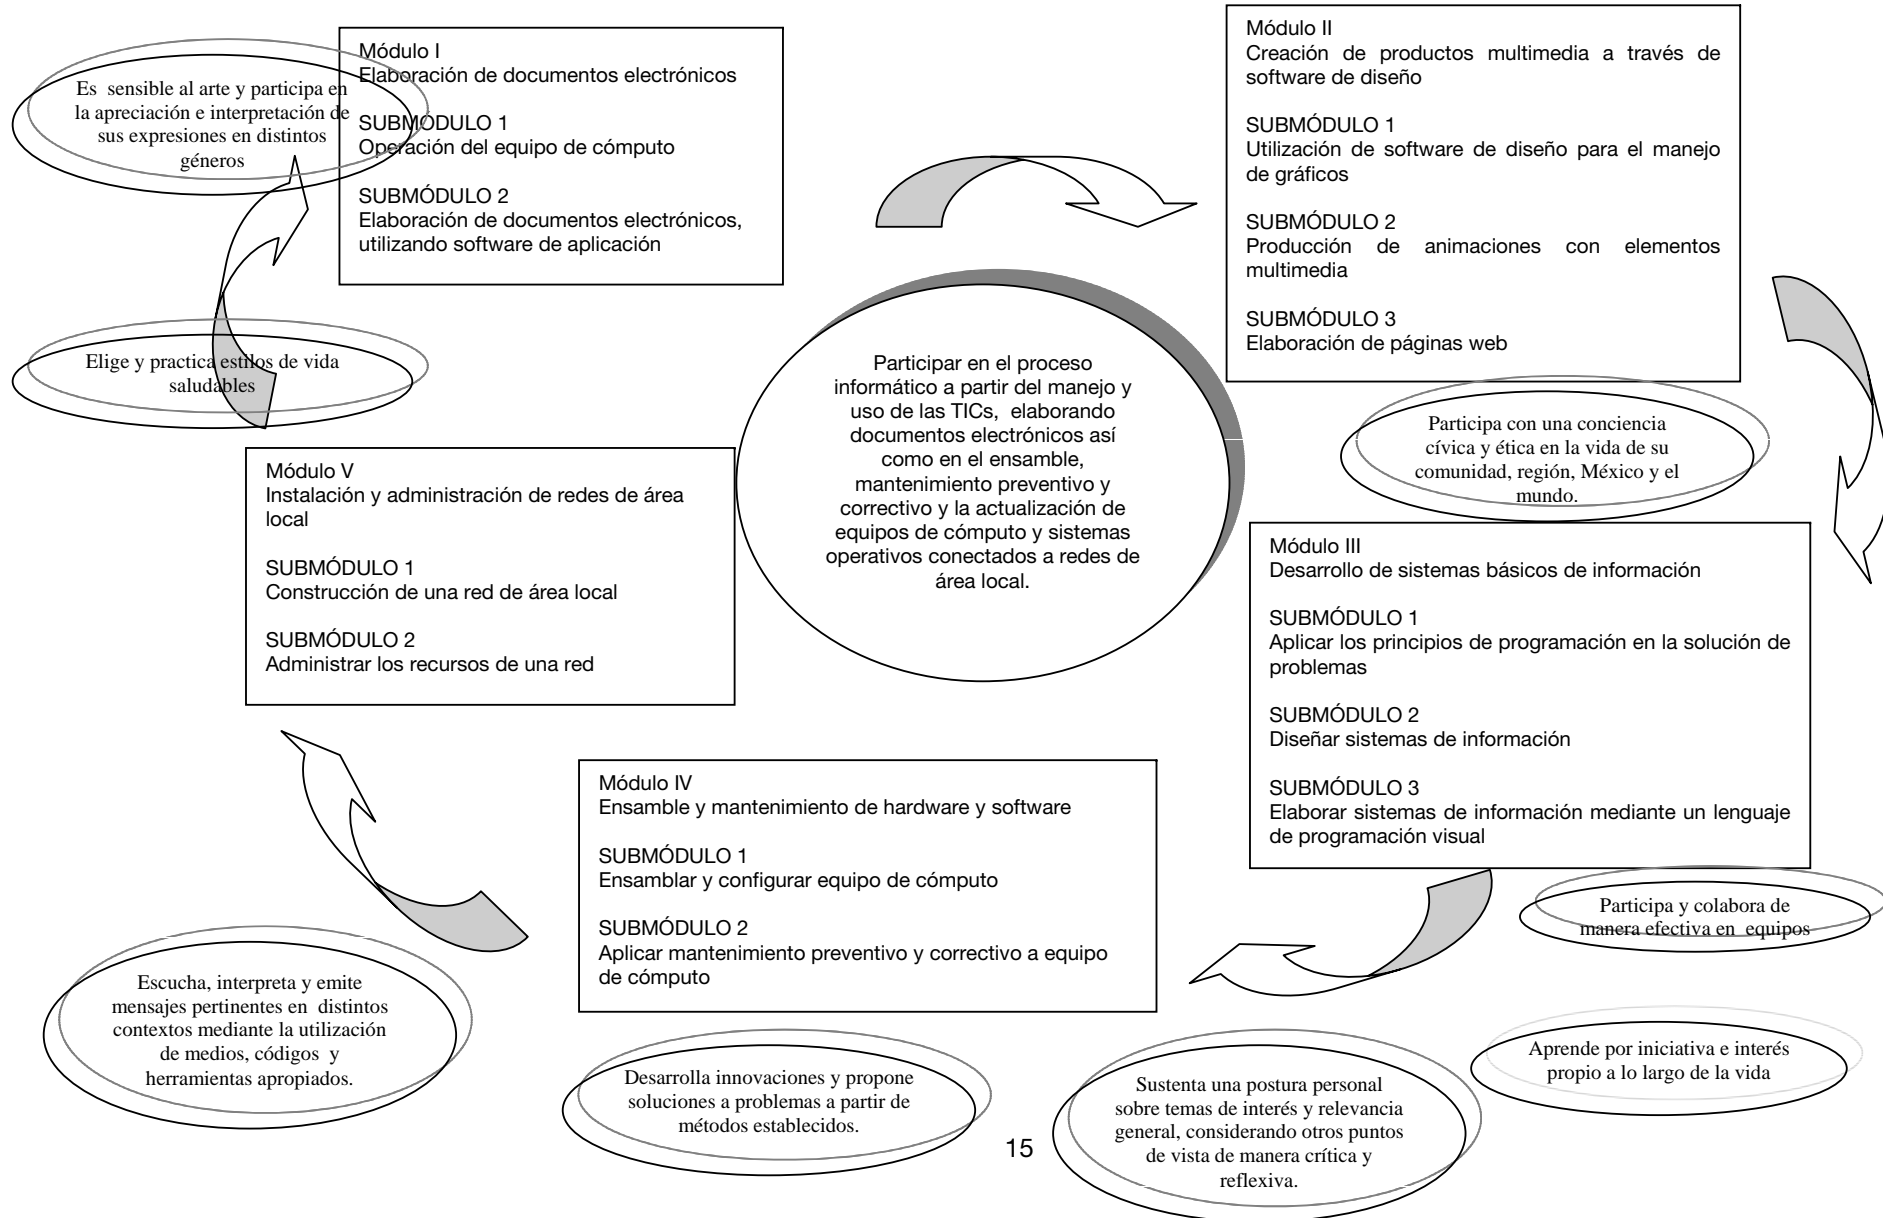 Es sensible al arte y participa en
la apreciación e interpretación de
sus expresiones en distintos
géneros
Módulo I
Elaboración de documentos electrónicos
SUBMÓDULO 1
Operación del equipo de cómputo
SUBMÓDULO 2
Elaboración de documentos electrónicos,
utilizando software de aplicación
Módulo II
Creación de productos multimedia a través de
software de diseño
SUBMÓDULO 1
Utilización de software de diseño para el manejo
de gráficos
SUBMÓDULO 2
Producción de animaciones con elementos
multimedia
SUBMÓDULO 3
Elaboración de páginas web
Elige y practica estilos de vida
saludables
Participar en el proceso
informático a partir del manejo y
uso de las TICs, elaborando
documentos electrónicos así
como en el ensamble,
mantenimiento preventivo y
correctivo y la actualización de
equipos de cómputo y sistemas
operativos conectados a redes de
área local.
Participa con una conciencia
cívica y ética en la vida de su
comunidad, región, México y el
mundo.
Módulo V
Instalación y administración de redes de área
local
SUBMÓDULO 1
Construcción de una red de área local
SUBMÓDULO 2
Administrar los recursos de una red
Módulo III
Desarrollo de sistemas básicos de información
SUBMÓDULO 1
Aplicar los principios de programación en la solución de
problemas
SUBMÓDULO 2
Diseñar sistemas de información
SUBMÓDULO 3
Elaborar sistemas de información mediante un lenguaje
de programación visual
Módulo IV
Ensamble y mantenimiento de hardware y software
SUBMÓDULO 1
Ensamblar y configurar equipo de cómputo
SUBMÓDULO 2
Aplicar mantenimiento preventivo y correctivo a equipo
de cómputo
Participa y colabora de
manera efectiva en equipos
Escucha, interpreta y emite
mensajes pertinentes en distintos
contextos mediante la utilización
de medios, códigos y
herramientas apropiados.
Desarrolla innovaciones y propone
soluciones a problemas a partir de
métodos establecidos.
Sustenta una postura personal
sobre temas de interés y relevancia
general, considerando otros puntos
de vista de manera crítica y
reflexiva.
Aprende por iniciativa e interés
propio a lo largo de la vida
15